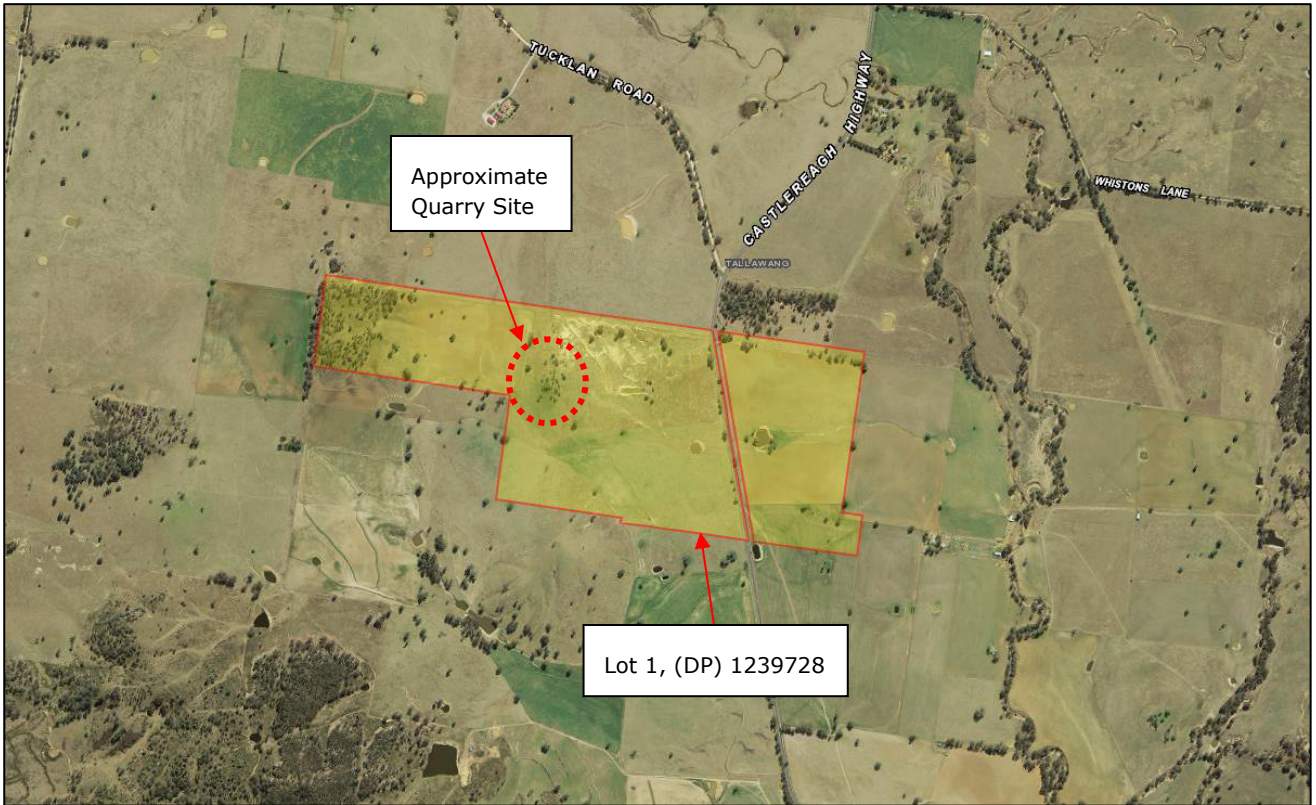 TUCKLAN ROAD
CASTLEREAGH HIGHWAY
Approximate
Quarry Site
WHISTONS LANE
TALLAWANG
Lot 1, (DP) 1239728